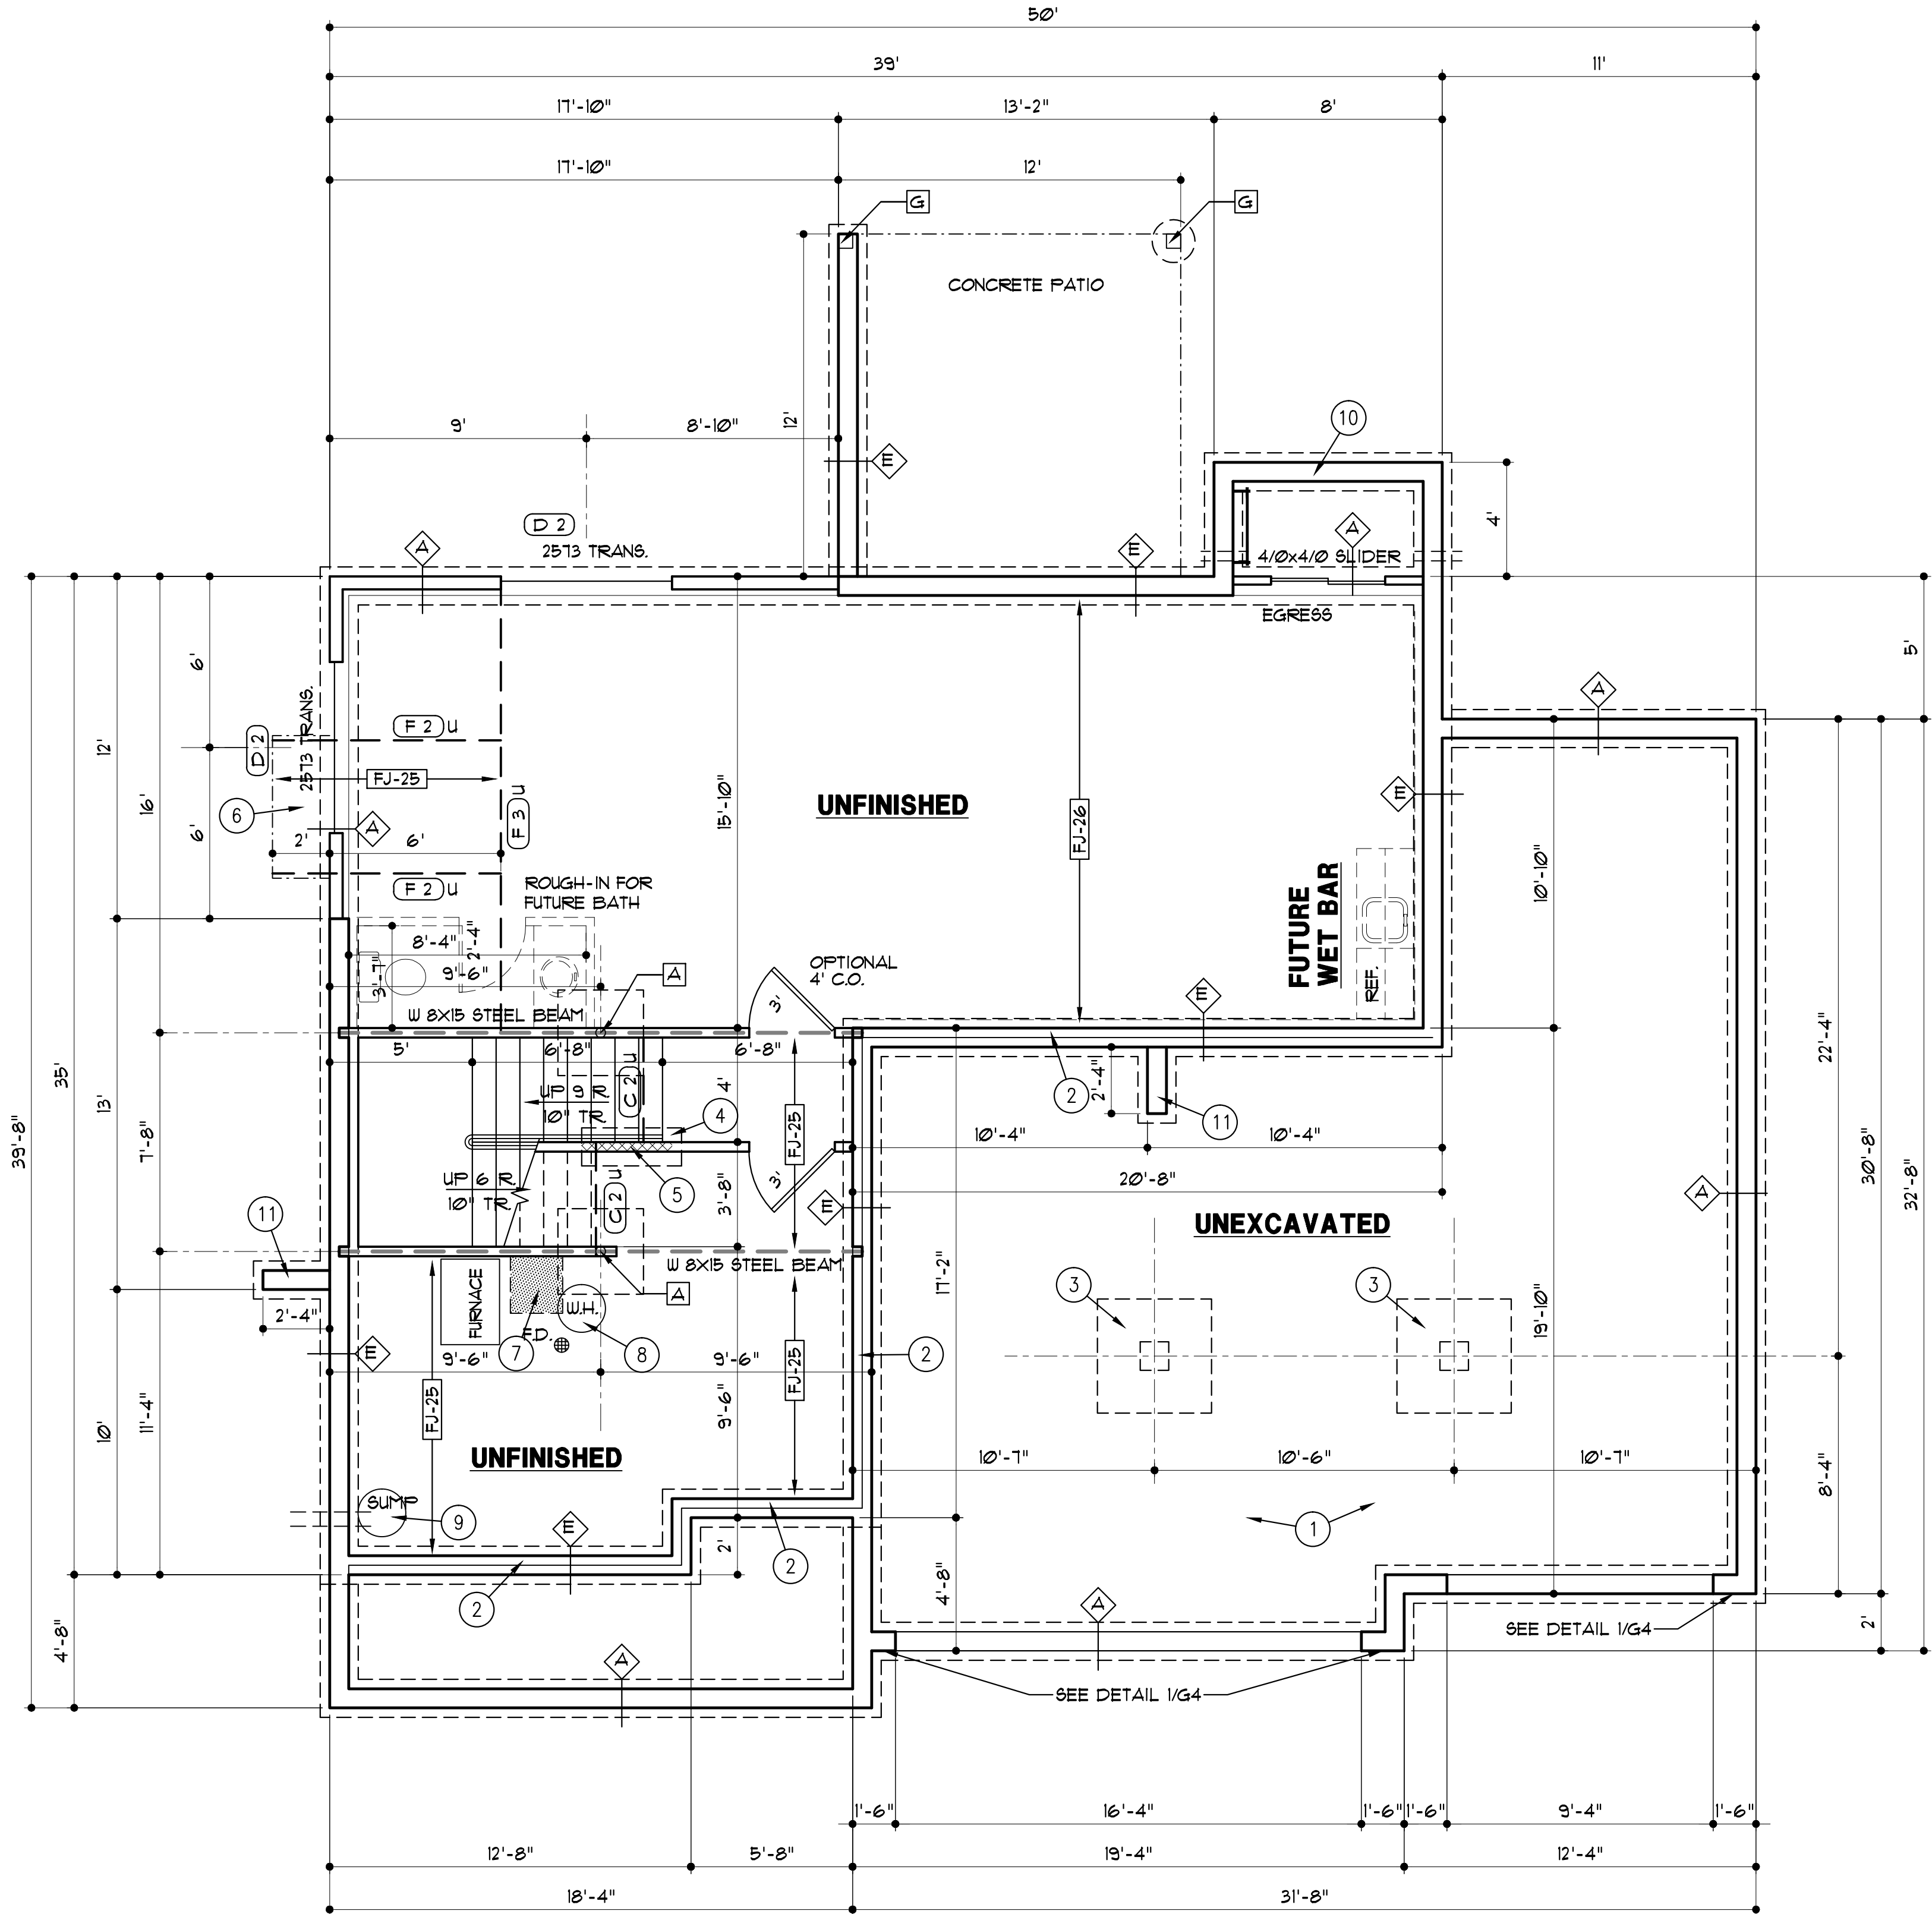 50'
39'
11'
17'-10"
13'-2"
8'
17'-10"
12'
G
G
CONCRETE PATIO
12'
9'
8'-10"
10
E
4'
D 2
2573 TRANS.
A
E
A
4/0x4/0 SLIDER
EGRESS
5'
A
6'
12'
16'
6'
D 2
2573 TRANS.
F 2 U
FJ-25
F 3 U
6
A
2'
6'
F 2 U
15'-10"
UNFINISHED
FJ-26
E
10'-10"
ROUGH-IN FOR
FUTURE BATH
8'-4"
2'-4"
3'-7"
9'-6"
A
OPTIONAL
4' C.O.
3'
FUTURE
WET BAR
REF.
W 8X15 STEEL BEAM
E
5'
6'-8"
6'-8"
UP 9 R.
10" TR.
C 2 U
4'
4
FJ-25
2
2'-4"
11
22'-4"
35'
13'
7'-8"
39'-8"
10'-4"
10'-4"
20'-8"
30'-8"
32'-8"
UP 6 R.
10" TR.
C 2 U
5
3'-8"
3'
E
A
UNEXCAVATED
11
W 8X15 STEEL BEAM
A
17'-2"
3
3
19'-10"
2'-4"
FURNACE
7
W.H.
F.D.
8
E
9'-6"
9'-6"
9'-6"
FJ-25
FJ-25
2
10'
11'-4"
UNFINISHED
10'-7"
10'-6"
10'-7"
8'-4"
SUMP
9
E
1
2'
2
2
4'-8"
A
SEE DETAIL 1/G4
2'
4'-8"
A
SEE DETAIL 1/G4
1'-6"
16'-4"
1'-6"
1'-6"
9'-4"
1'-6"
12'-8"
5'-8"
19'-4"
12'-4"
18'-4"
31'-8"